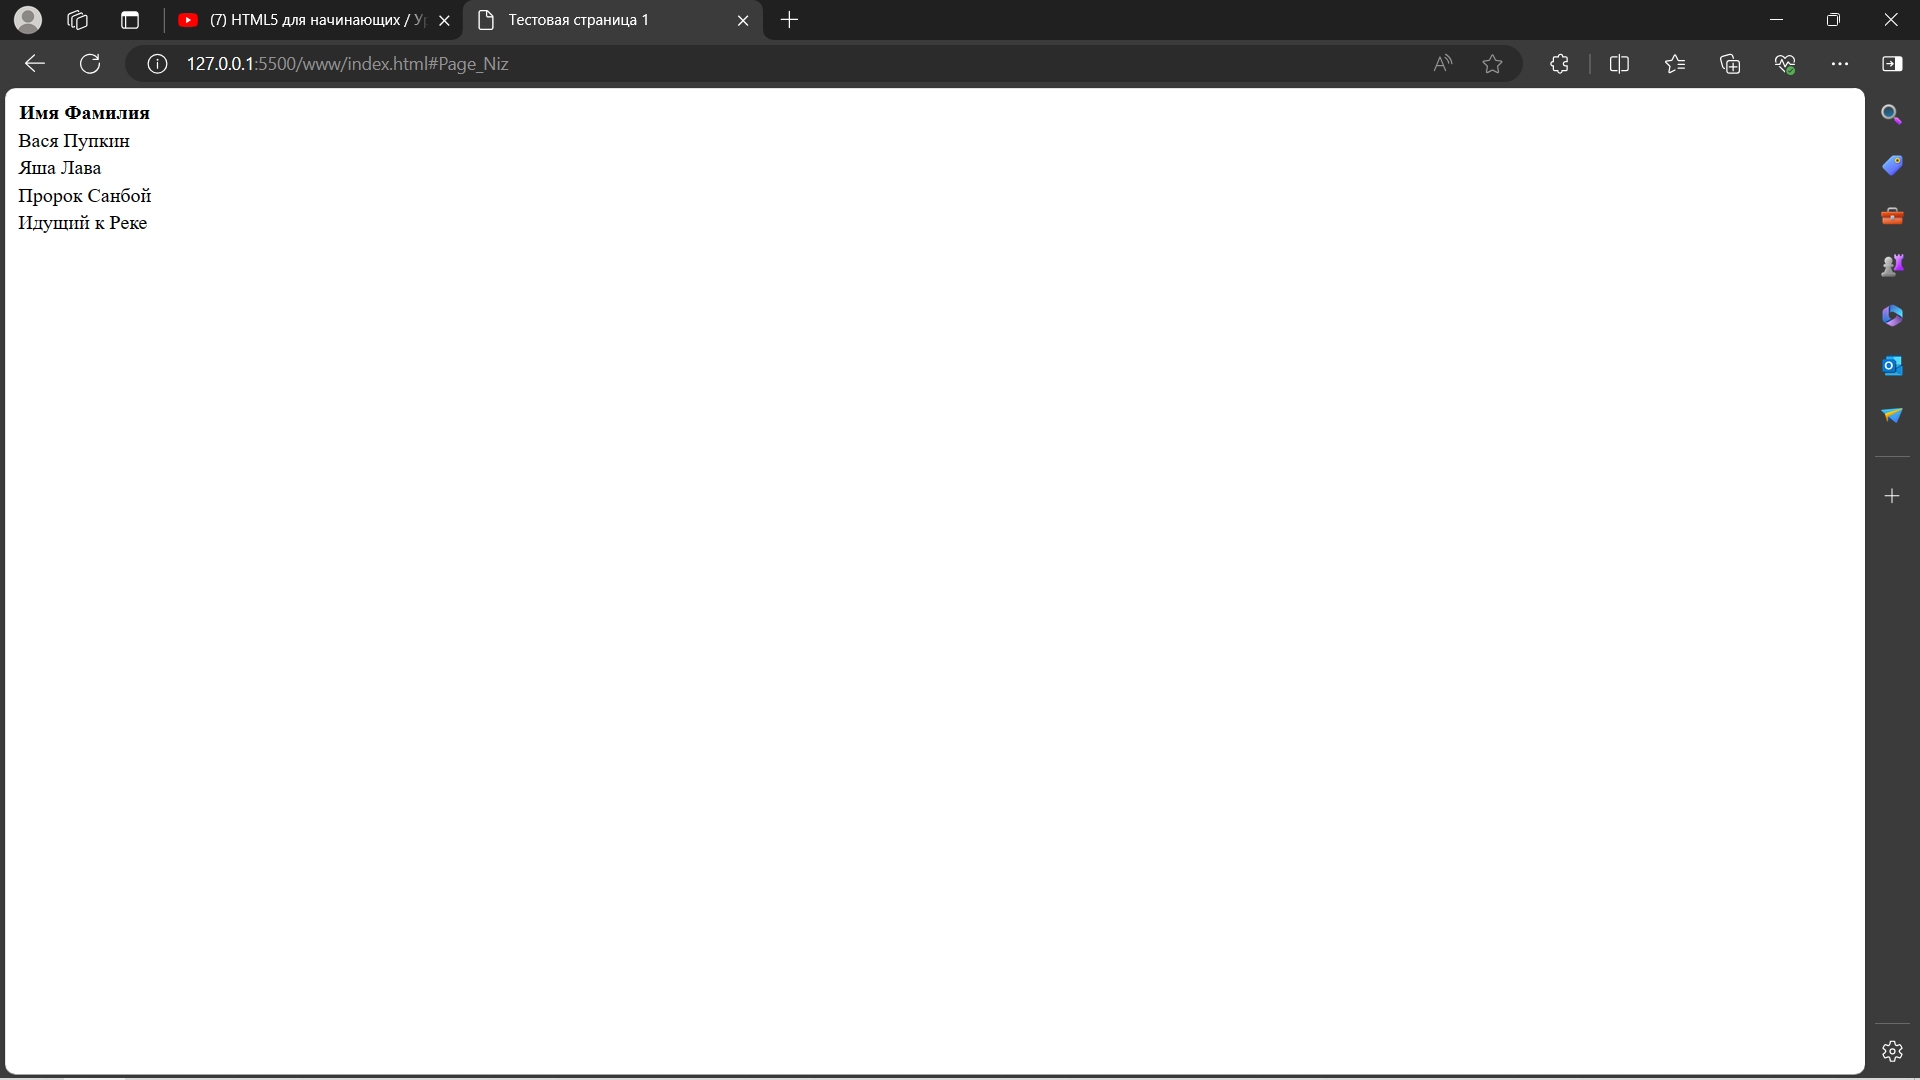 (7) HTML5 для начинающих / Ур
Тестовая страница 1
127.0.0.1:5500/www/index.html#Page_Niz
Имя Фамилия
Вася Пупкин
Яша Лава
Пророк Санбой
Идущий к Реке